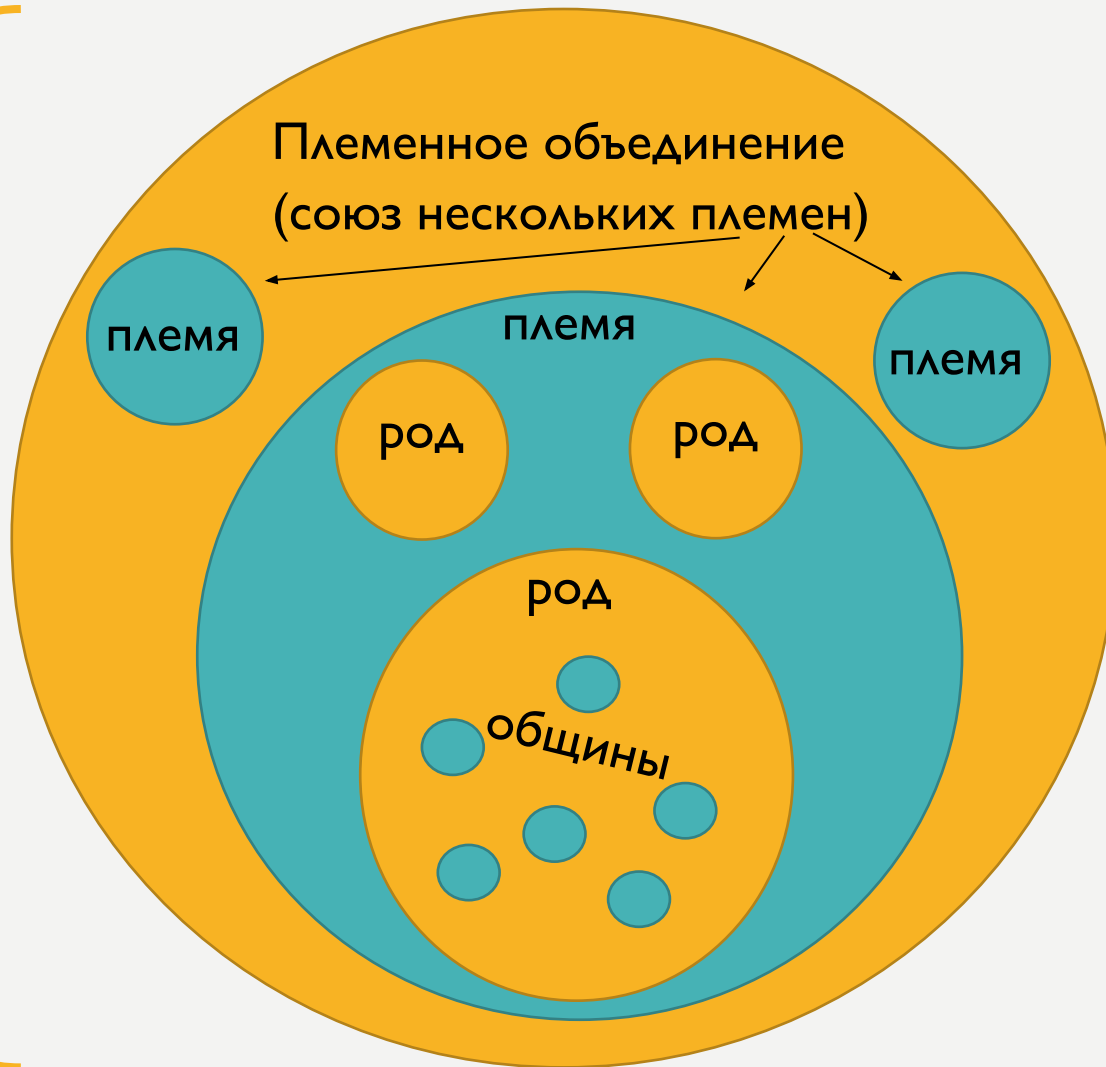 Племенное объединение
(союз нескольких племен)
племя
племя
племя
род
род
род
общины